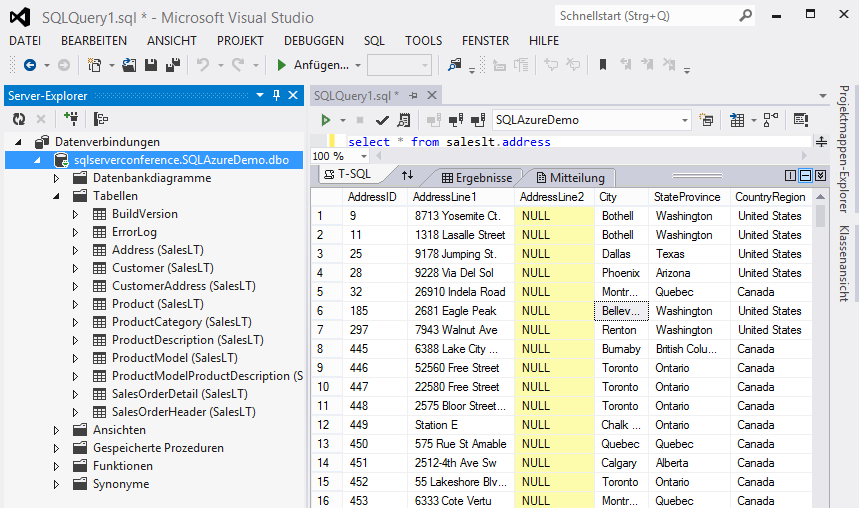 SQLQuery1.sql * - Microsoft Visual Studio
Schnellstart (Strg+Q)
DATEI BEARBEITEN ANSICHT PROJEKT DEBUGGEN SQL TOOLS FENSTER HILFE
Anfügen...
Server-Explorer
Datenverbindungen
sqlserverconference.SQLAzureDemo.dbo
Datenbankdiagramme
Tabellen
BuildVersion
ErrorLog
Address (SalesLT)
Customer (SalesLT)
CustomerAddress (SalesLT)
Product (SalesLT)
ProductCategory (SalesLT)
ProductDescription (SalesLT)
ProductModel (SalesLT)
ProductModelProductDescription (S
SalesOrderDetail (SalesLT)
SalesOrderHeader (SalesLT)
Ansichten
Gespeicherte Prozeduren
Funktionen
Synonyme
SQLQuery1.sql *
SQLAzureDemo
select * from saleslt.address
100 %
T-SQL Ergebnisse Mitteilung
AddressID AddressLine1 AddressLine2 City StateProvince CountryRegion
1 9 8713 Yosemite Ct. NULL Bothell Washington United States
2 11 1318 Lasalle Street NULL Bothell Washington United States
3 25 9178 Jumping St. NULL Dallas Texas United States
4 28 9228 Via Del Sol NULL Phoenix Arizona United States
5 32 26910 Indela Road NULL Montr... Quebec Canada
6 185 2681 Eagle Peak NULL Bellev... Washington United States
7 297 7943 Walnut Ave NULL Renton Washington United States
8 445 6388 Lake City ... NULL Burnaby British Colu... Canada
9 446 52560 Free Street NULL Toronto Ontario Canada
10 447 22580 Free Street NULL Toronto Ontario Canada
11 448 2575 Bloor Street... NULL Toronto Ontario Canada
12 449 Station E NULL Chalk ... Ontario Canada
13 450 575 Rue St Amable NULL Quebec Quebec Canada
14 451 2512-4th Ave Sw NULL Calgary Alberta Canada
15 452 55 Lakeshore Blv... NULL Toronto Ontario Canada
16 453 6333 Cote Vertu NULL Montr... Quebec Canada
Projektmappen-Explorer
Klassenansicht